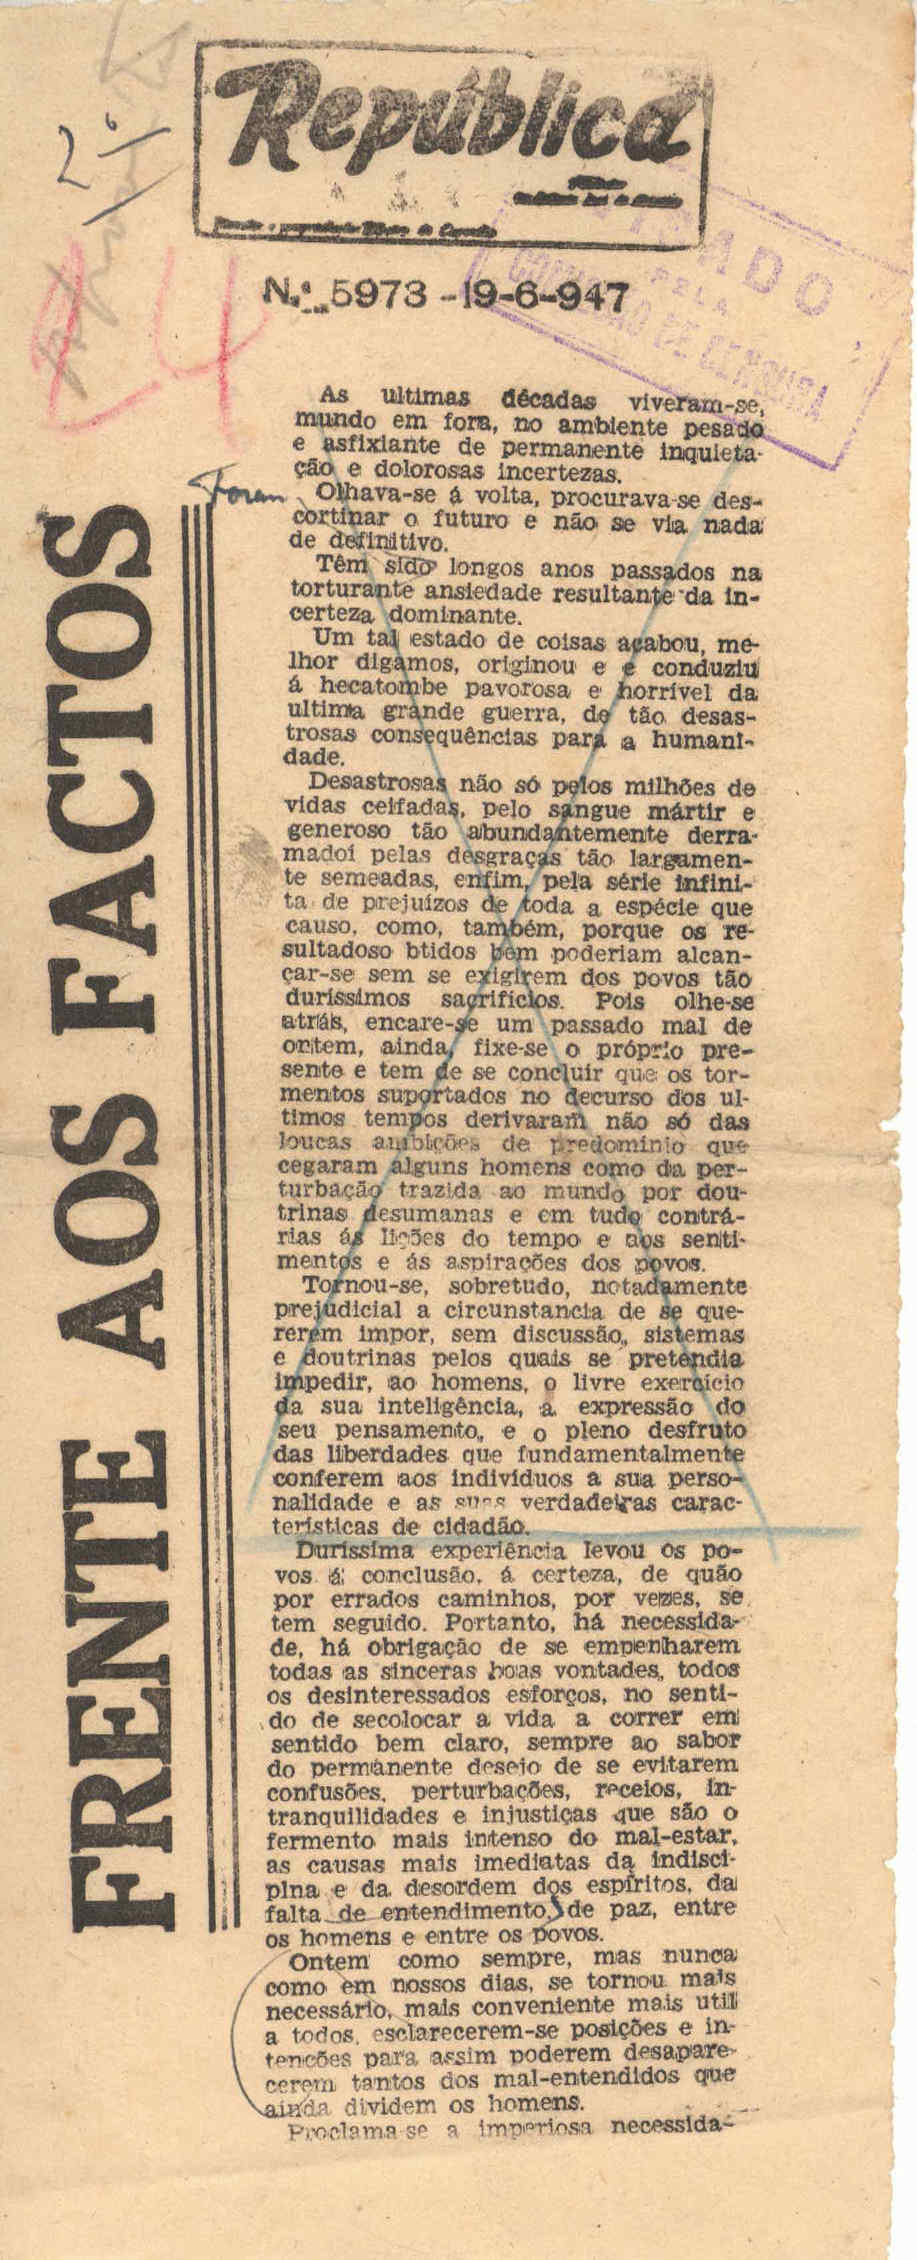 2º
República
N.º 5973 - 19-6-947
VISADO
PELA
COMISSÃO DE CENSURA
24
FRENTE AOS FACTOS
As ultimas décadas viveram-se,
mundo em fora, no ambiente pesado
e asfixiante de permanente inquieta-
ção e dolorosas incertezas.
Foram
Olhava-se á volta, procurava-se des-
cortinar o futuro e não se via nada
de definitivo.
Têm sido longos anos passados na
torturante ansiedade resultante da in-
certeza dominante.
Um tal estado de coisas acabou, me-
lhor digamos, originou e e conduziu
á hecatombe pavorosa e horrível da
ultima grande guerra, de tão desas-
trosas consequências para a humani-
dade.
Desastrosas não só pelos milhões de
vidas ceifadas, pelo sangue mártir e
generoso tão abundantemente derra-
madoi pelas desgraças tão largamen-
te semeadas, enfim, pela série infini-
ta de prejuízos de toda a espécie que
causo, como, também, porque os re-
sultadoso btidos bem poderiam alcan-
çar-se sem se exigirem dos povos tão
duríssimos sacrifícios. Pois olhe-se
atrás, encare-se um passado mal de
ontem, ainda, fixe-se o próprio pre-
sente e tem de se concluir que os tor-
mentos suportados no decurso dos ul-
timos tempos derivaram não só das
loucas ambições de predomínio que
cegaram alguns homens como da per-
turbação trazida ao mundo por dou-
trinas desumanas e em tudo contrá-
rias ás lições do tempo e aos senti-
mentos e ás aspirações dos povos.
Tornou-se, sobretudo, notadamente
prejudicial a circunstancia de se que-
rerem impor, sem discussão, sistemas
e doutrinas pelos quais se pretendia
impedir, ao homens, o livre exercício
da sua inteligência, a expressão do
seu pensamento, e o pleno desfruto
das liberdades que fundamentalmente
conferem aos indivíduos a sua perso-
nalidade e as suas verdadeiras carac-
terísticas de cidadão.
Duríssima experiência levou os po-
vos á conclusão, á certeza, de quão
por errados caminhos, por vezes, se
tem seguido. Portanto, há necessida-
de, há obrigação de se empenharem
todas as sinceras boas vontades, todos
os desinteressados esforços, no senti-
do de secolocar a vida a correr em
sentido bem claro, sempre ao sabor
do permanente desejo de se evitarem
confusões, perturbações, receios, in-
tranquilidades e injustiças que são o
fermento mais intenso do mal-estar,
as causas mais imediatas da indisci-
plna e da desordem dos espíritos, da
falta de entendimento, de paz, entre
os homens e entre os povos.
Ontem como sempre, mas nunca
como em nossos dias, se tornou mais
necessário, mais conveniente mais util
a todos, esclarecerem-se posições e in-
tenções para assim poderem desapare-
cerem tantos dos mal-entendidos que
ainda dividem os homens.
Proclama-se a imperiosa necessida-